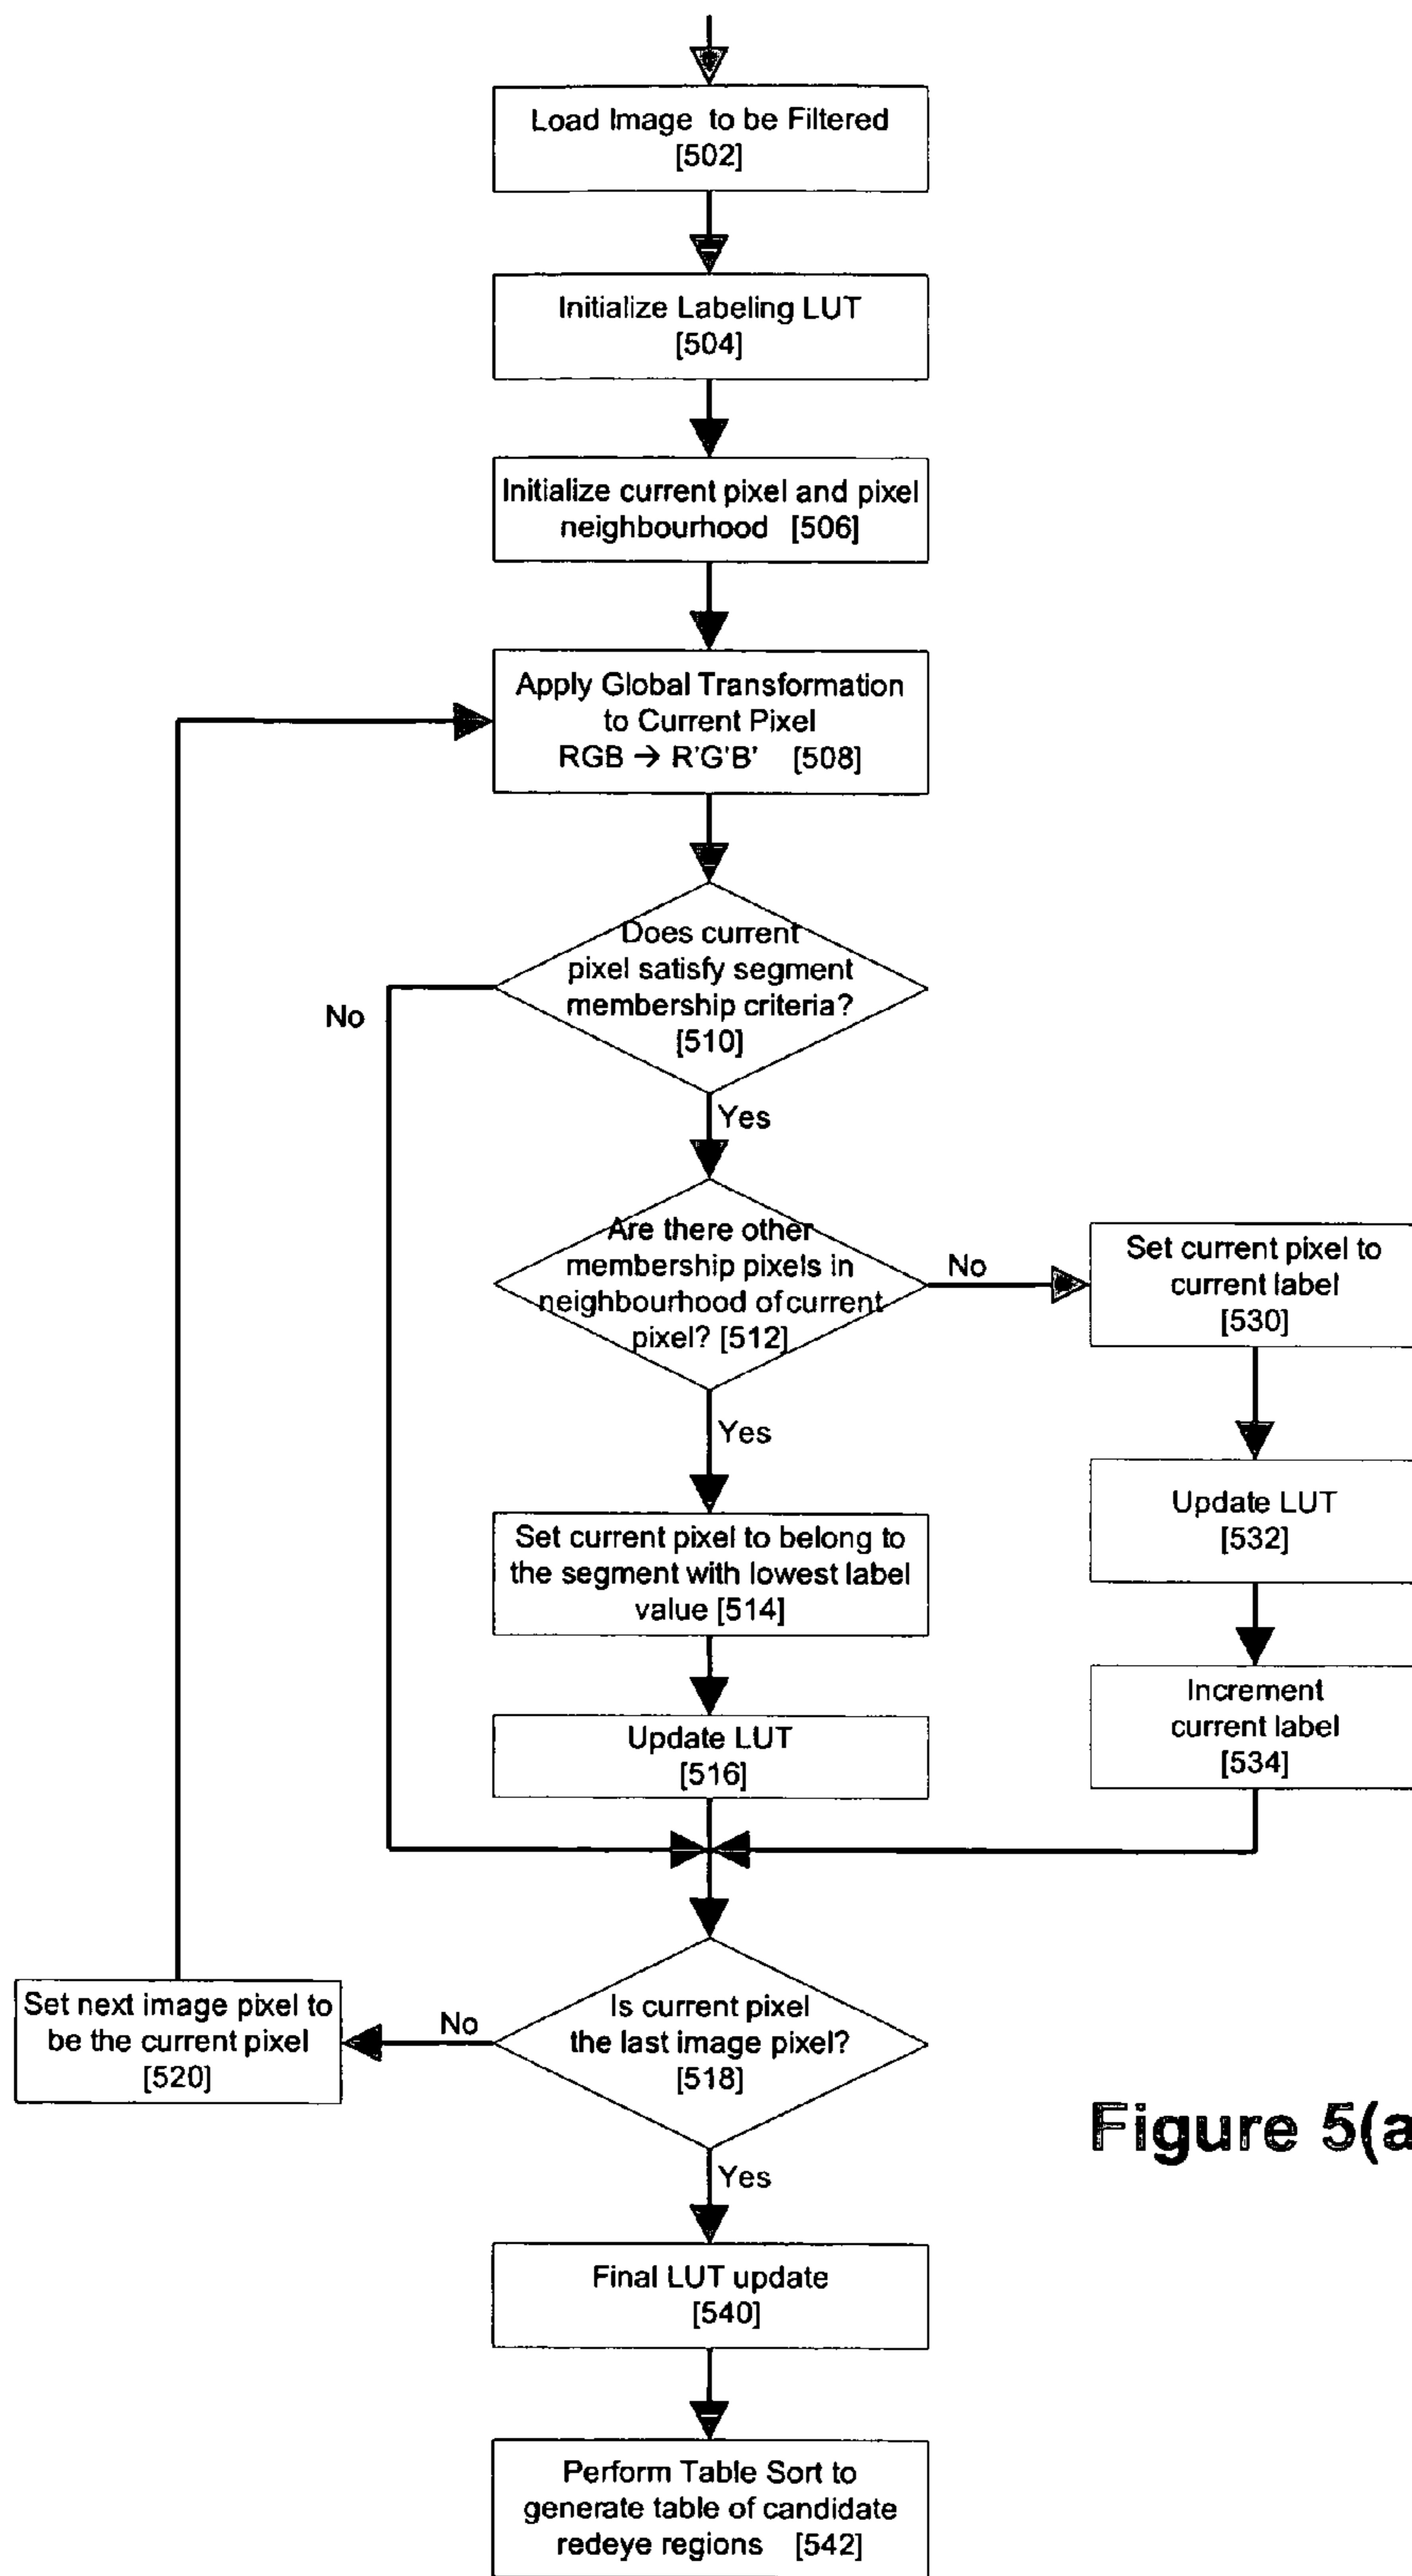 Load Image to be Filtered
[502]
Initialize Labeling LUT
[504]
Initialize current pixel and pixel
neighbourhood [506]
Apply Global Transformation
to Current Pixel
RGB → R'G'B' [508]
Does current
pixel satisfy segment
membership criteria?
[510]
No
Yes
Are there other
membership pixels in
neighbourhood of current
pixel? [512]
No
Set current pixel to
current label
[530]
Yes
Update LUT
[532]
Set current pixel to belong to
the segment with lowest label
value [514]
Increment
current label
[534]
Update LUT
[516]
Is current pixel
the last image pixel?
[518]
No
Set next image pixel to
be the current pixel
[520]
Figure 5(a
Yes
Final LUT update
[540]
Perform Table Sort to
generate table of candidate
redeye regions [542]